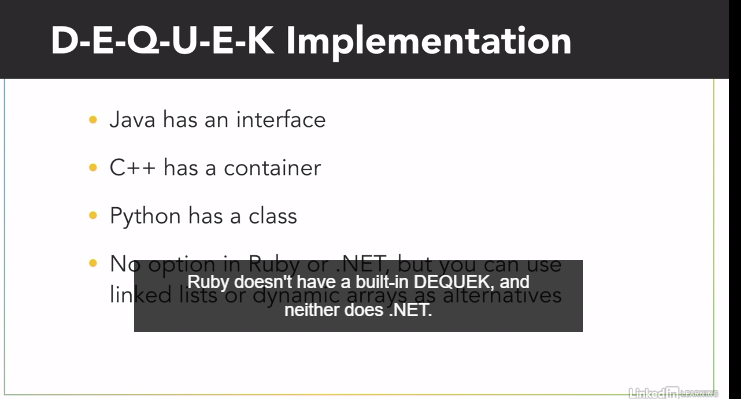 D-E-Q-U-E-K Implementation
Java has an interface
C++ has a container
Python has a class
No option in Ruby or .NET, but you can use
linked lists or dynamic arrays as alternatives
Ruby doesn't have a built-in DEQUEK, and
neither does .NET.
Linked in LEARNING